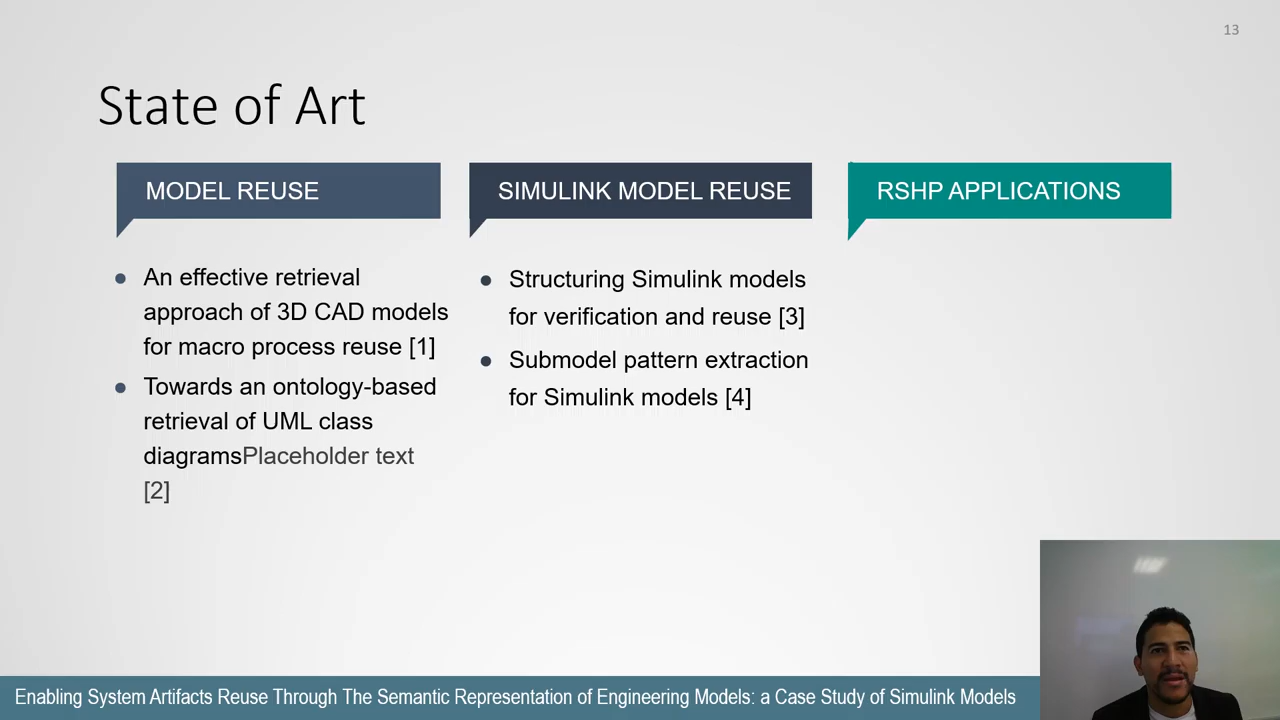 13
State of Art
MODEL REUSE
An effective retrieval
approach of 3D CAD models
for macro process reuse [1]
Towards an ontology-based
retrieval of UML class
diagramsPlaceholder text
[2]
SIMULINK MODEL REUSE
Structuring Simulink models
for verification and reuse [3]
Submodel pattern extraction
for Simulink models [4]
RSHP APPLICATIONS
Enabling System Artifacts Reuse Through The Semantic Representation of Engineering Models: a Case Study of Simulink Models